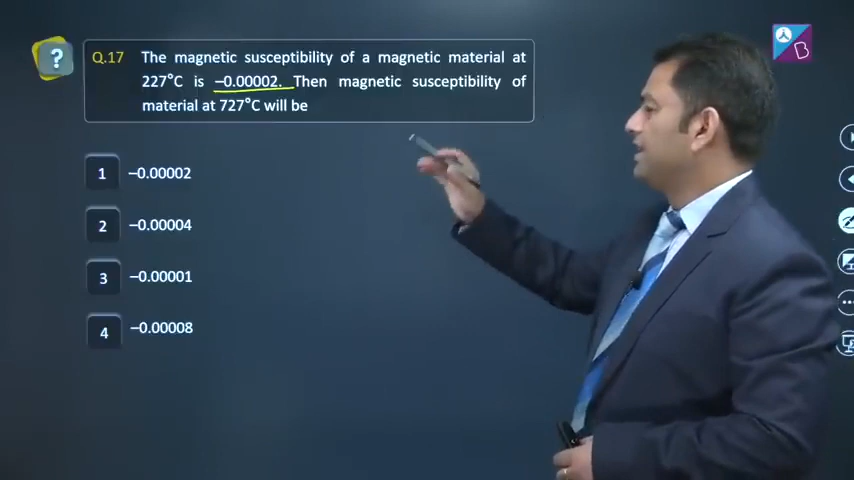 ?
Q.17 The magnetic susceptibility of a magnetic material at
227°C is –0.00002. Then magnetic susceptibility of
material at 727°C will be
1 –0.00002
2 –0.00004
3 –0.00001
4 –0.00008
B